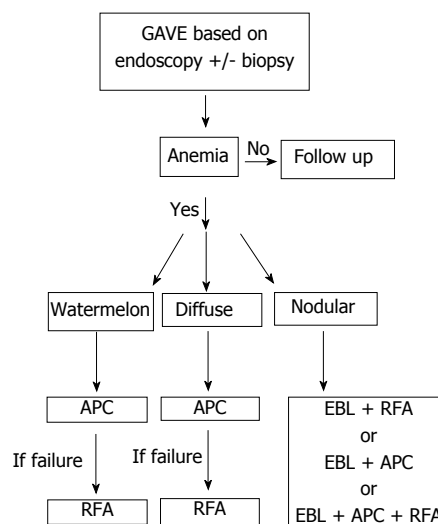 GAVE based on
endoscopy +/- biopsy
Anemia
No
Follow up
Yes
Watermelon
Diffuse
Nodular
APC
APC
EBL + RFA
or
EBL + APC
or
EBL + APC + RFA
If failure
If failure
RFA
RFA